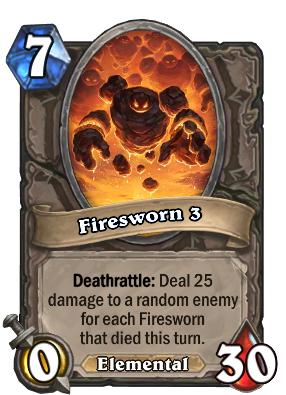 7
Firesworn 3
Deathrattle: Deal 25
damage to a random enemy
for each Firesworn
that died this turn.
0
Elemental
30